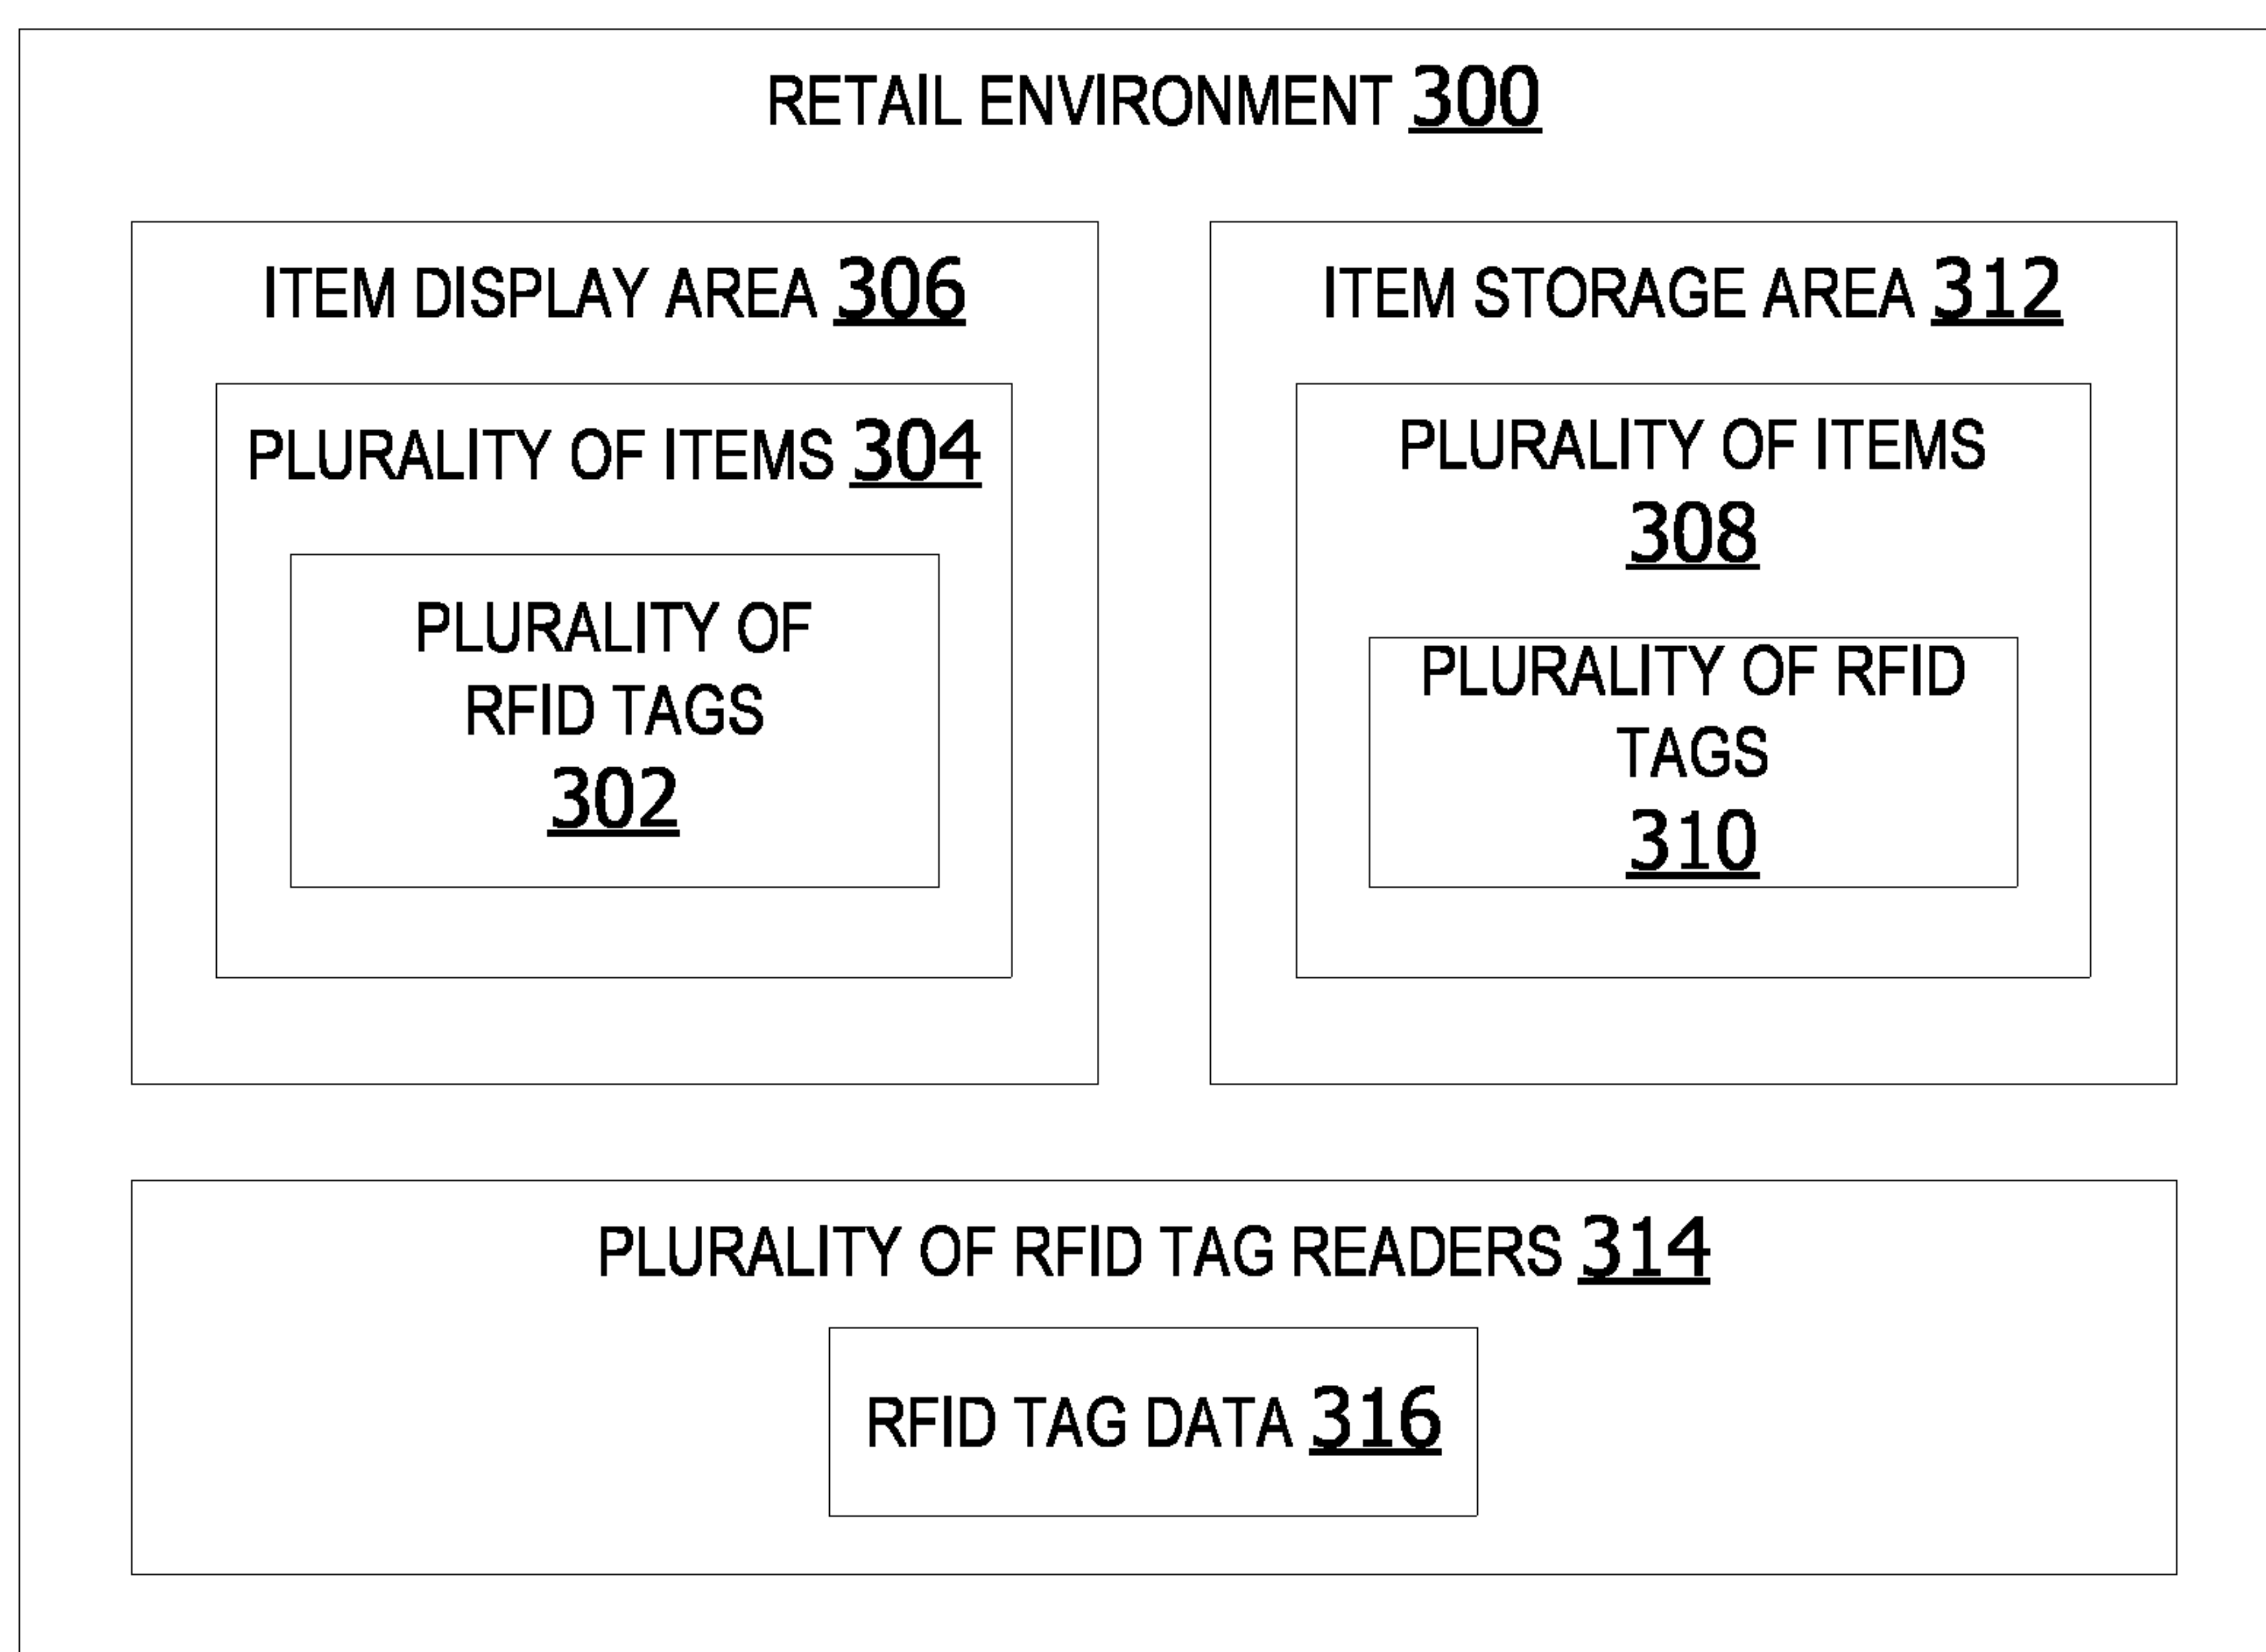 RETAIL ENVIRONMENT 300
ITEM DISPLAY AREA 306
PLURALITY OF ITEMS 304
PLURALITY OF
RFID TAGS
302
ITEM STORAGE AREA 312
PLURALITY OF ITEMS
308
PLURALITY OF RFID
TAGS
310
PLURALITY OF RFID TAG READERS 314
RFID TAG DATA 316